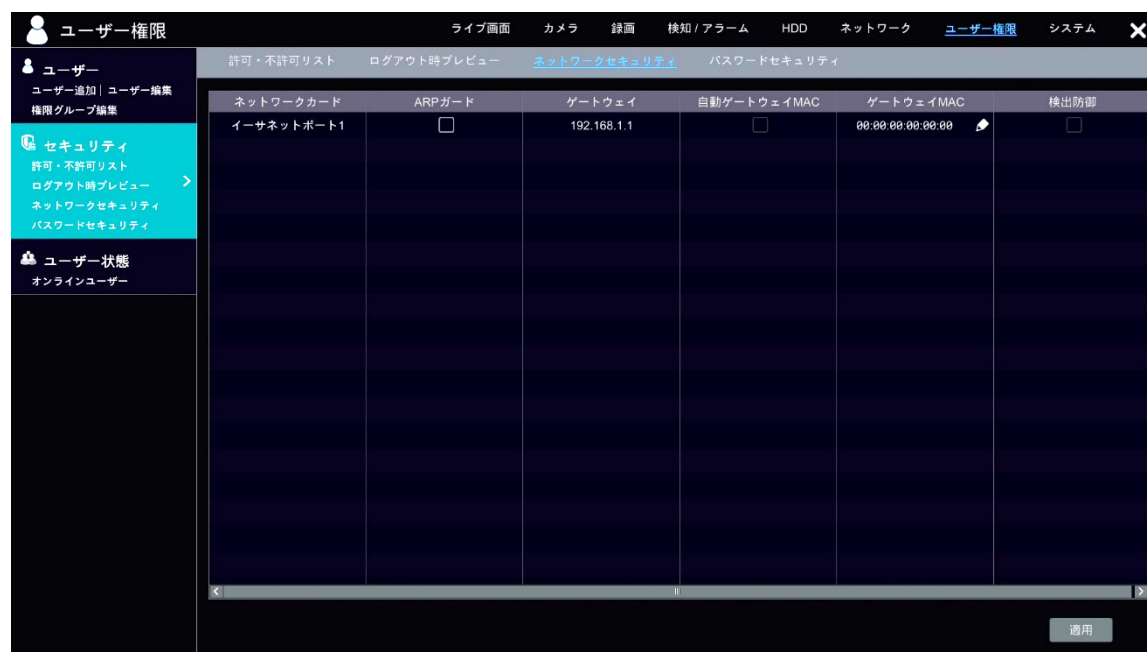 ユーザー権限
ライブ画面 カメラ 録画 検知 / アラーム HDD ネットワーク ユーザー権限 システム
ユーザー
ユーザー追加 | ユーザー編集
権限グループ編集
セキュリティ
許可・不許可リスト
ログアウト時プレビュー
ネットワークセキュリティ
パスワードセキュリティ
ユーザー状態
オンラインユーザー
許可・不許可リスト ログアウト時プレビュー ネットワークセキュリティ パスワードセキュリティ
ネットワークカード ARPガード ゲートウェイ 自動ゲートウェイMAC ゲートウェイMAC 検出防御
イーサネットポート1 192.168.1.1 00:00:00:00:00:00
適用